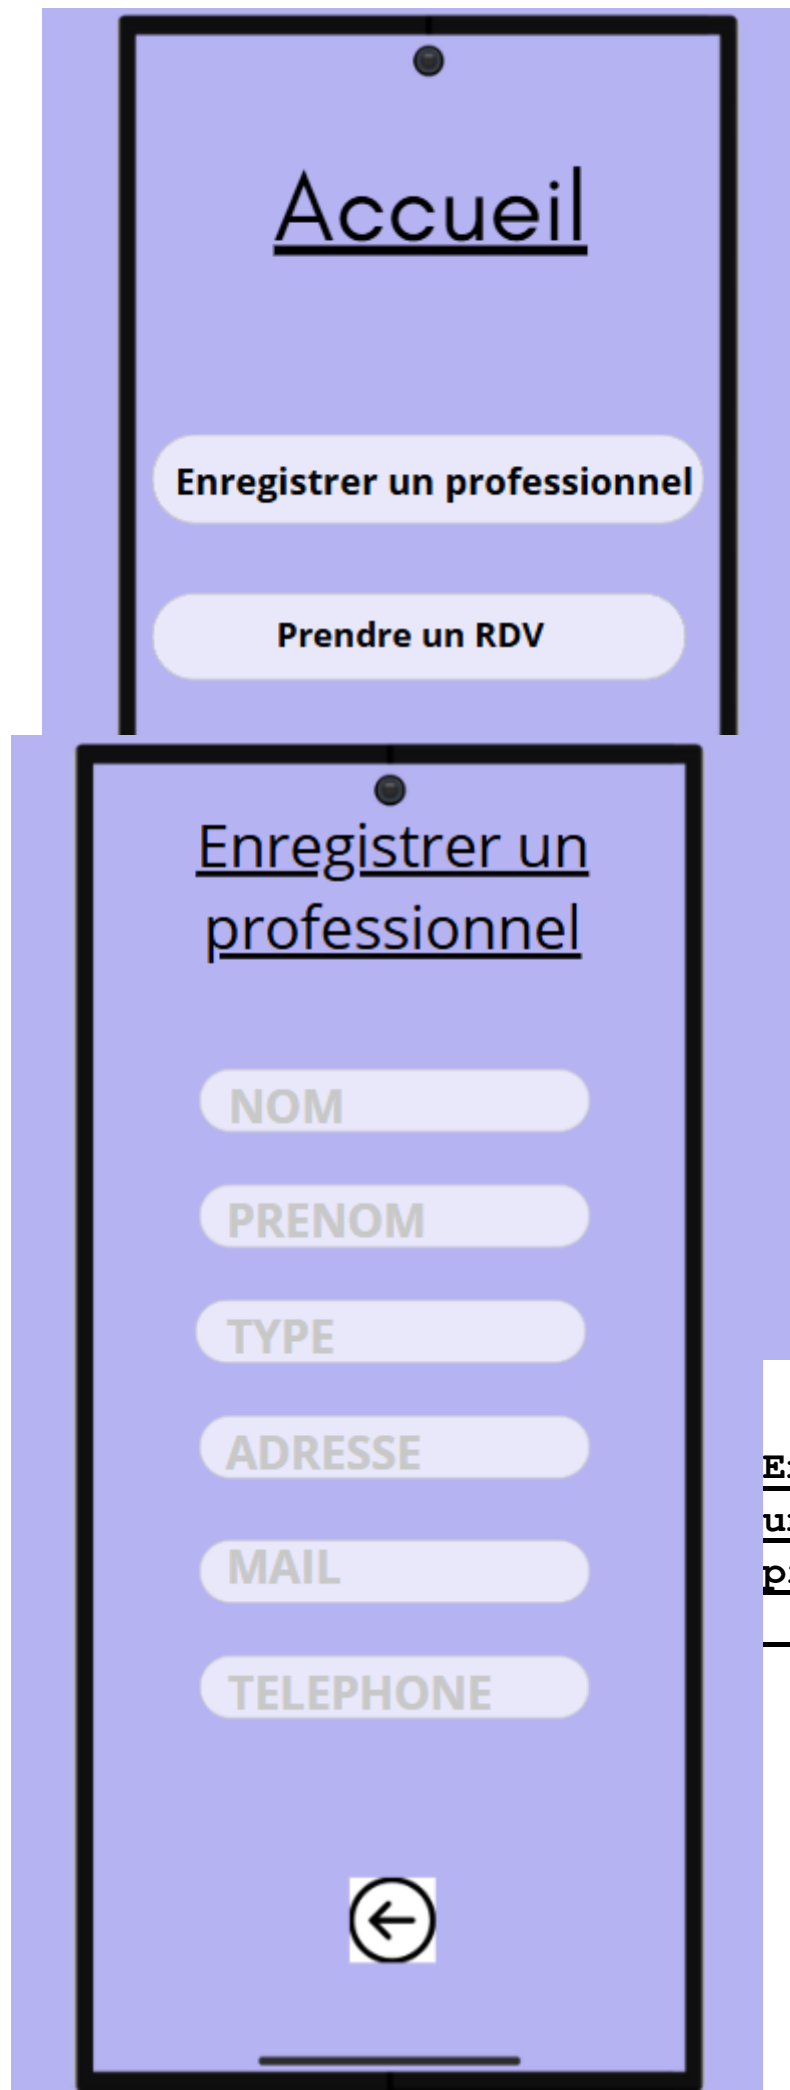 Accueil
Enregistrer un professionnel
Prendre un RDV
Enregistrer un
professionnel
NOM
PRENOM
TYPE
ADRESSE
MAIL
TELEPHONE